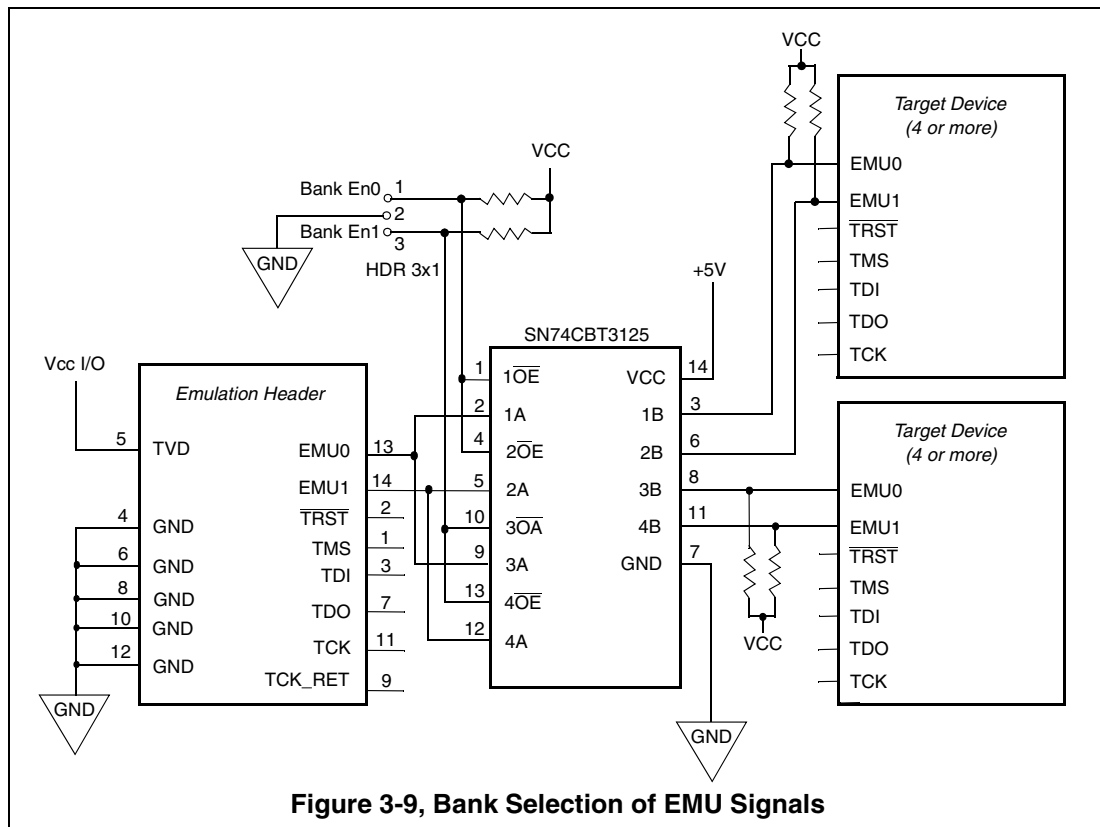 VCC
Target Device
(4 or more)
EMU0
EMU1
TRST
TMS
TDI
TDO
TCK
VCC
Bank En0 1
2
Bank En1
3
HDR 3x1
GND
+5V
SN74CBT3125
1 1OE
2 1A
4 2OE
5 2A
10 3OA
9 3A
13 4OE
12 4A
VCC 14
1B 3
2B 6
3B 8
4B 11
GND 7
GND
Vcc I/O
Emulation Header
5 TVD
4 GND
6 GND
8 GND
10 GND
12 GND
GND
EMU0 13
EMU1 14
TRST 2
TMS 1
TDI 3
TDO 7
TCK 11
TCK_RET 9
Target Device
(4 or more)
EMU0
EMU1
TRST
TMS
TDI
TDO
TCK
VCC
Figure 3-9, Bank Selection of EMU Signals